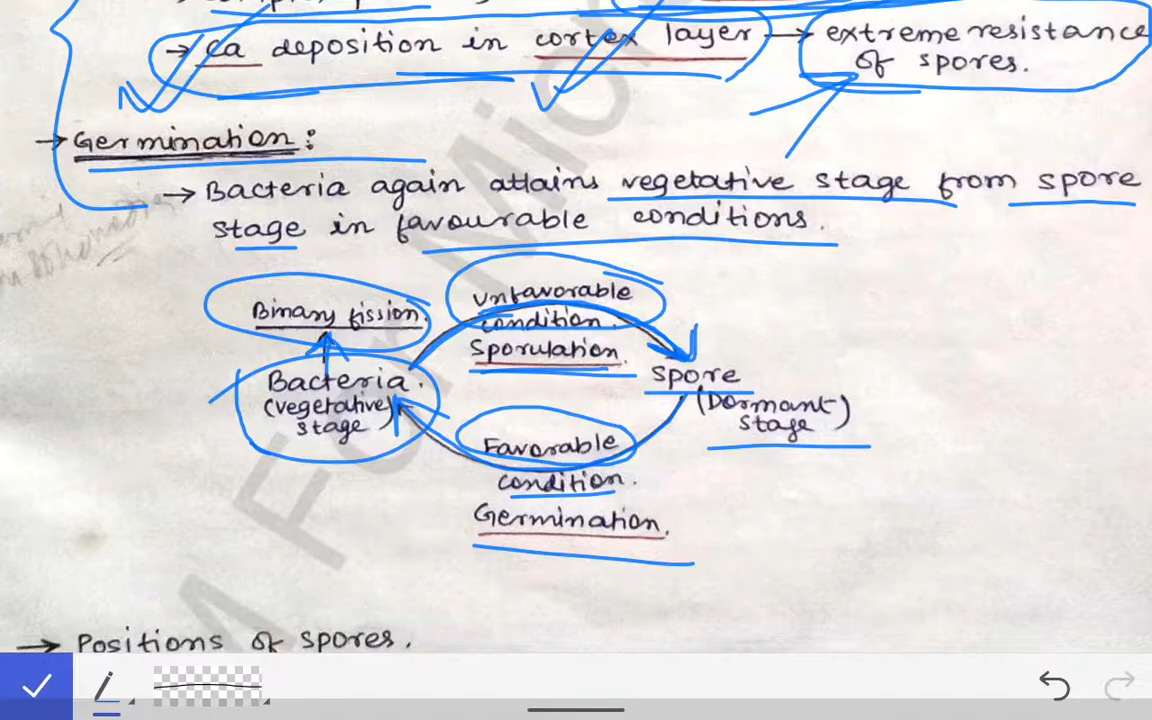 → Ca deposition in cortex layer → extreme resistance
of spores.
→ Germination :
→ Bacteria again attains vegetative stage from spore
stage in favourable conditions.
Binary fission.
Unfavorable
condition.
Sporulation.
Bacteria.
(vegetative)
stage
Spore
(Dormant)
stage
Favorable
condition.
Germination.
→ Positions of spores.